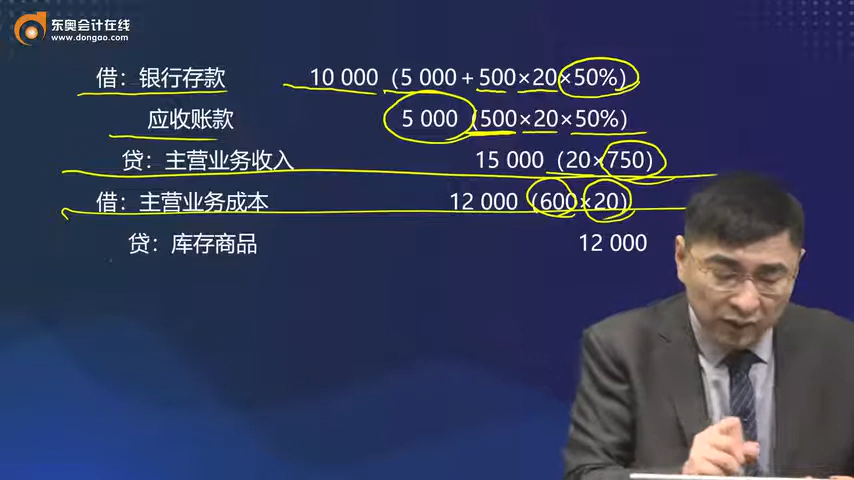 东奥会计在线
www.dongao.com
借：银行存款 10 000（5 000＋500×20×50%）
应收账款 5 000（500×20×50%）
贷：主营业务收入 15 000（20×750）
借：主营业务成本 12 000（600×20）
贷：库存商品 12 000